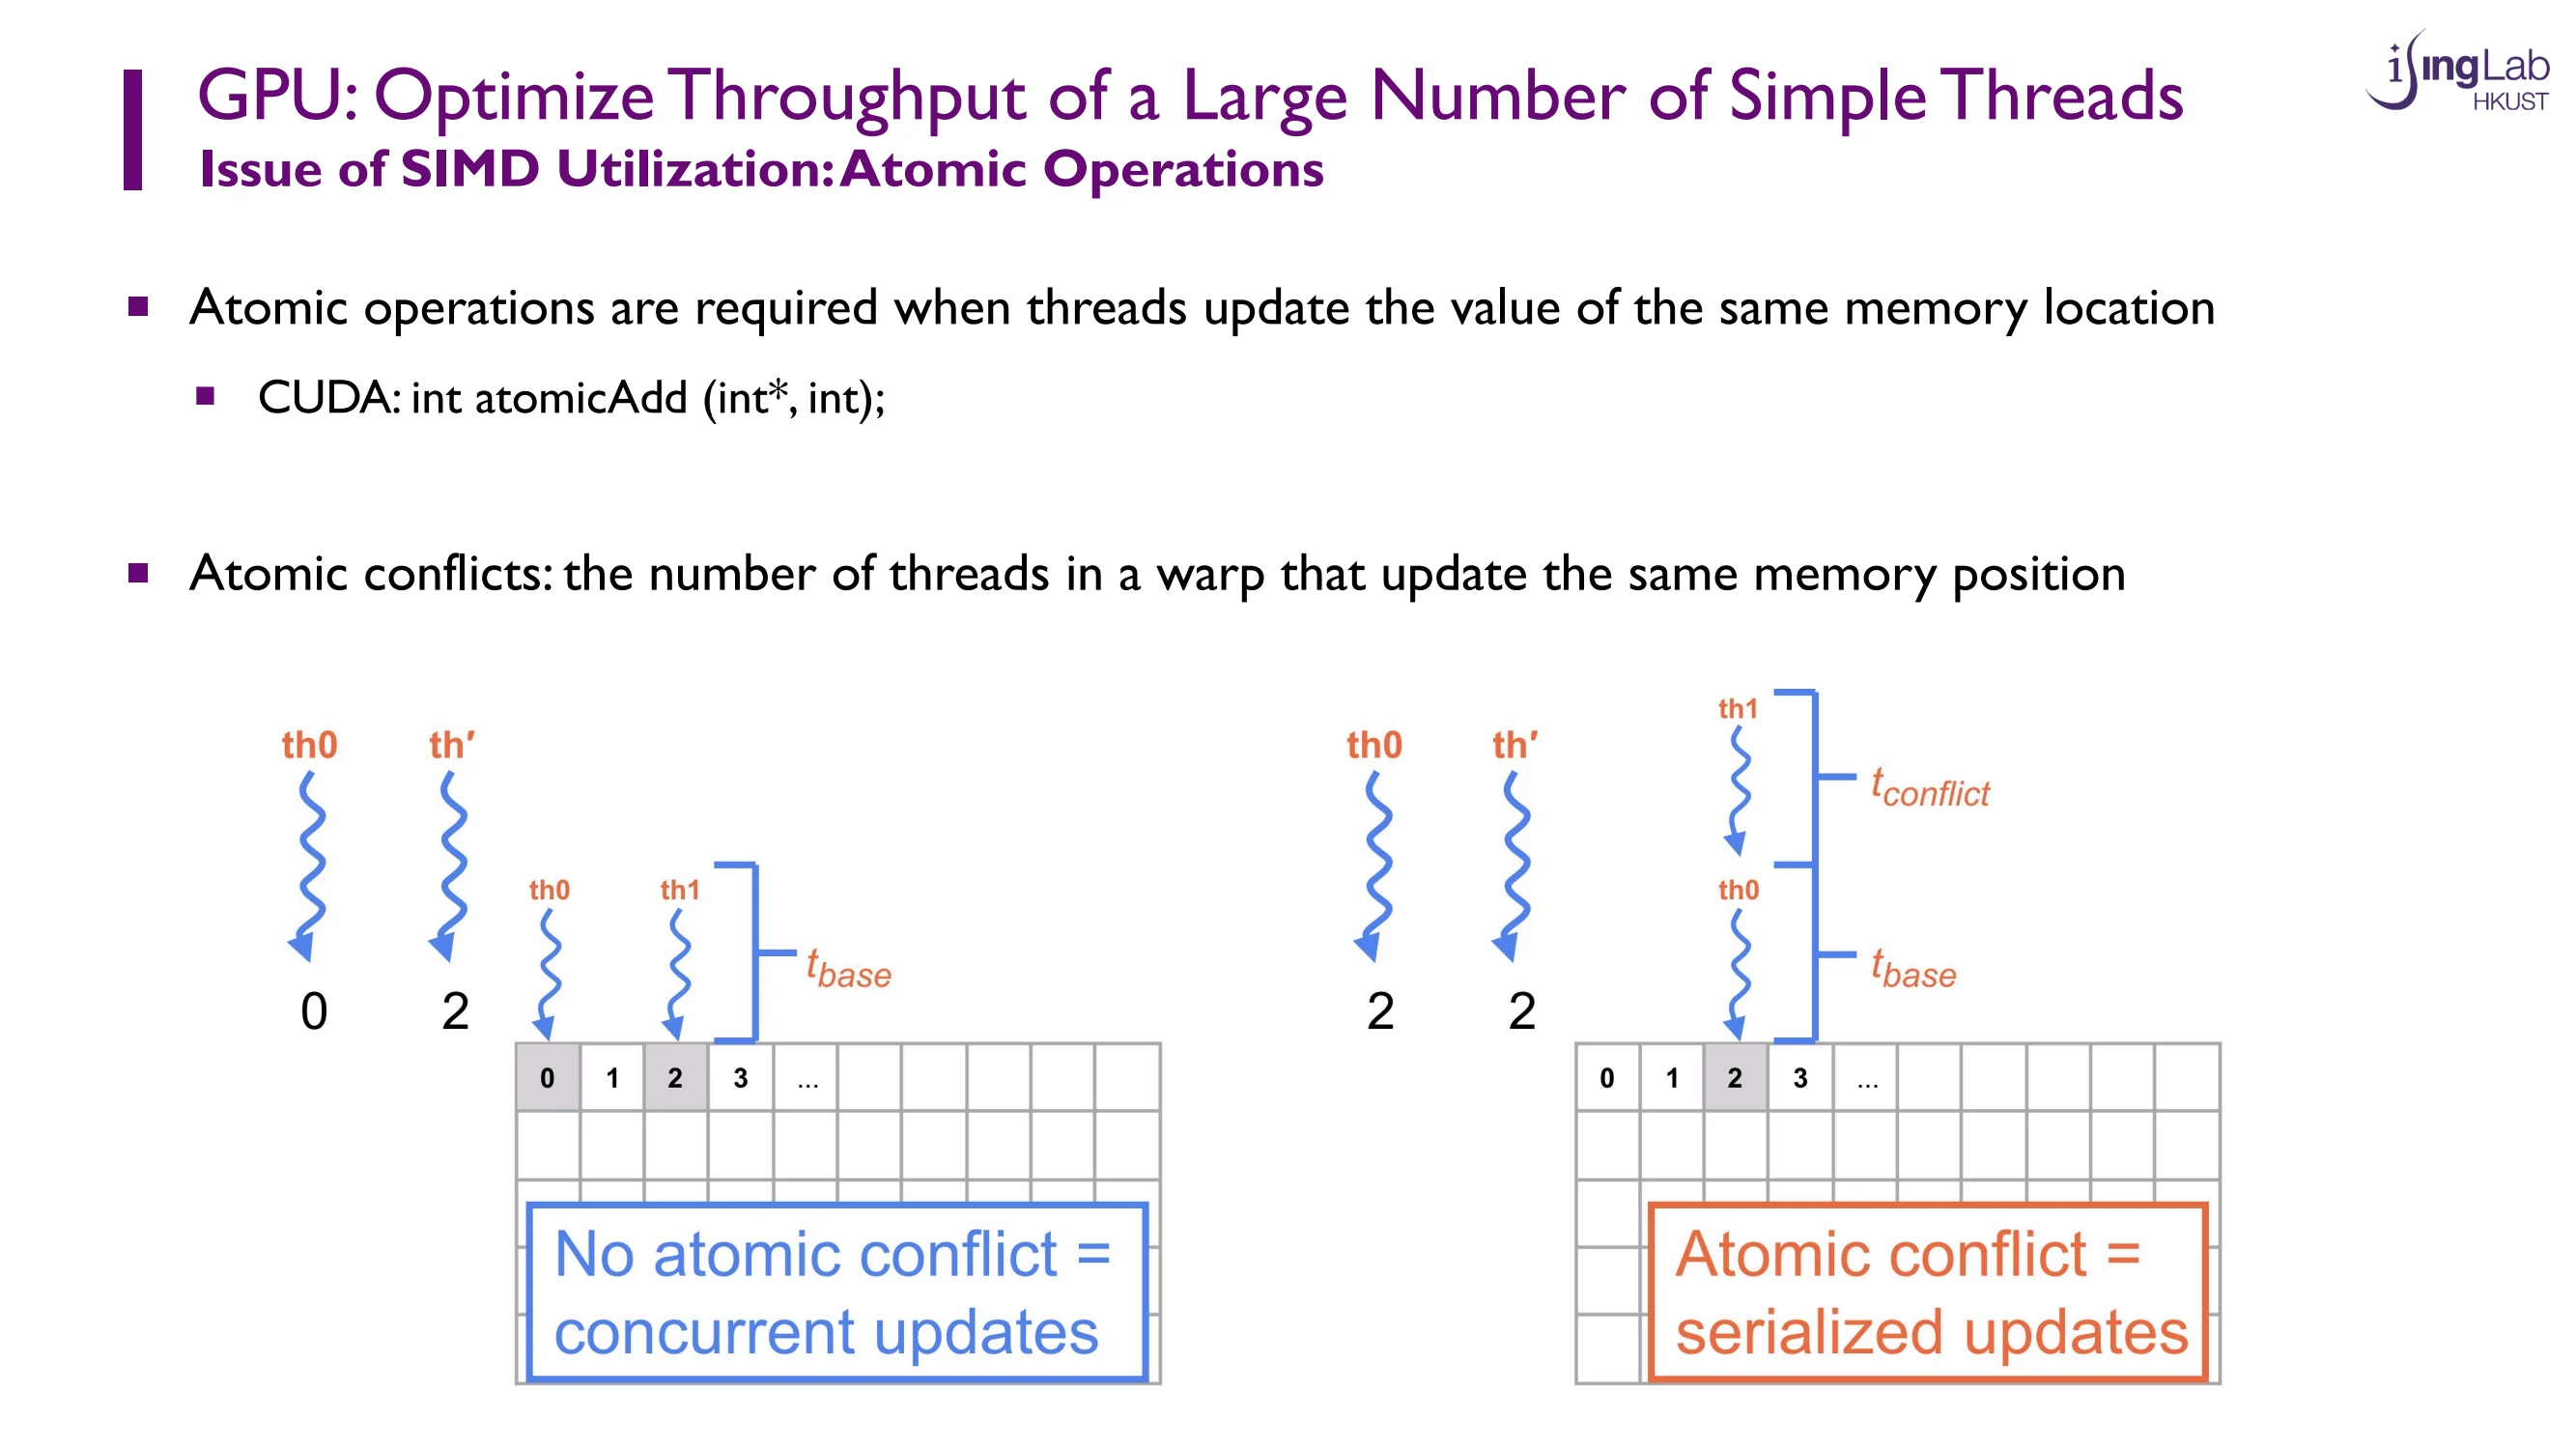 GPU: Optimize Throughput of a Large Number of Simple Threads
Issue of SIMD Utilization: Atomic Operations
isingLab
HKUST
Atomic operations are required when threads update the value of the same memory location
CUDA: int atomicAdd (int*, int);
Atomic conflicts: the number of threads in a warp that update the same memory position
th0 th′
0 2
th0 th1
tbase
0 1 2 3 ...
No atomic conflict =
concurrent updates
th0 th′
2 2
th1
tconflict
th0
tbase
0 1 2 3 ...
Atomic conflict =
serialized updates